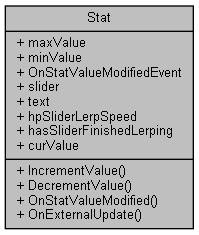 Stat
+ maxValue
+ minValue
+ OnStatValueModifiedEvent
+ slider
+ text
+ hpSliderLerpSpeed
+ hasSliderFinishedLerping
+ curValue
+ IncrementValue()
+ DecrementValue()
+ OnStatValueModified()
+ OnExternalUpdate()